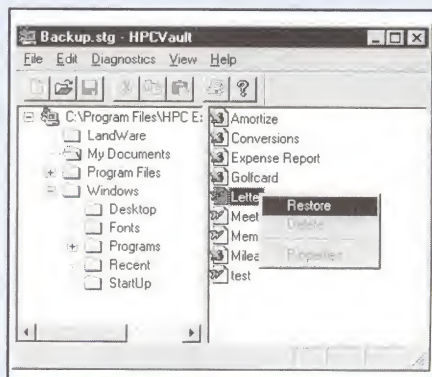 Backup.stg - HPCVault
File Edit Diagnostics View Help
C:\Program Files\HPC E:
LandWare
My Documents
Program Files
Windows
Desktop
Fonts
Programs
Recent
StartUp
Amortize
Conversions
Expense Report
Golfcard
Lette
Meet
Mem
Milea
test
Restore
Delete
Properties